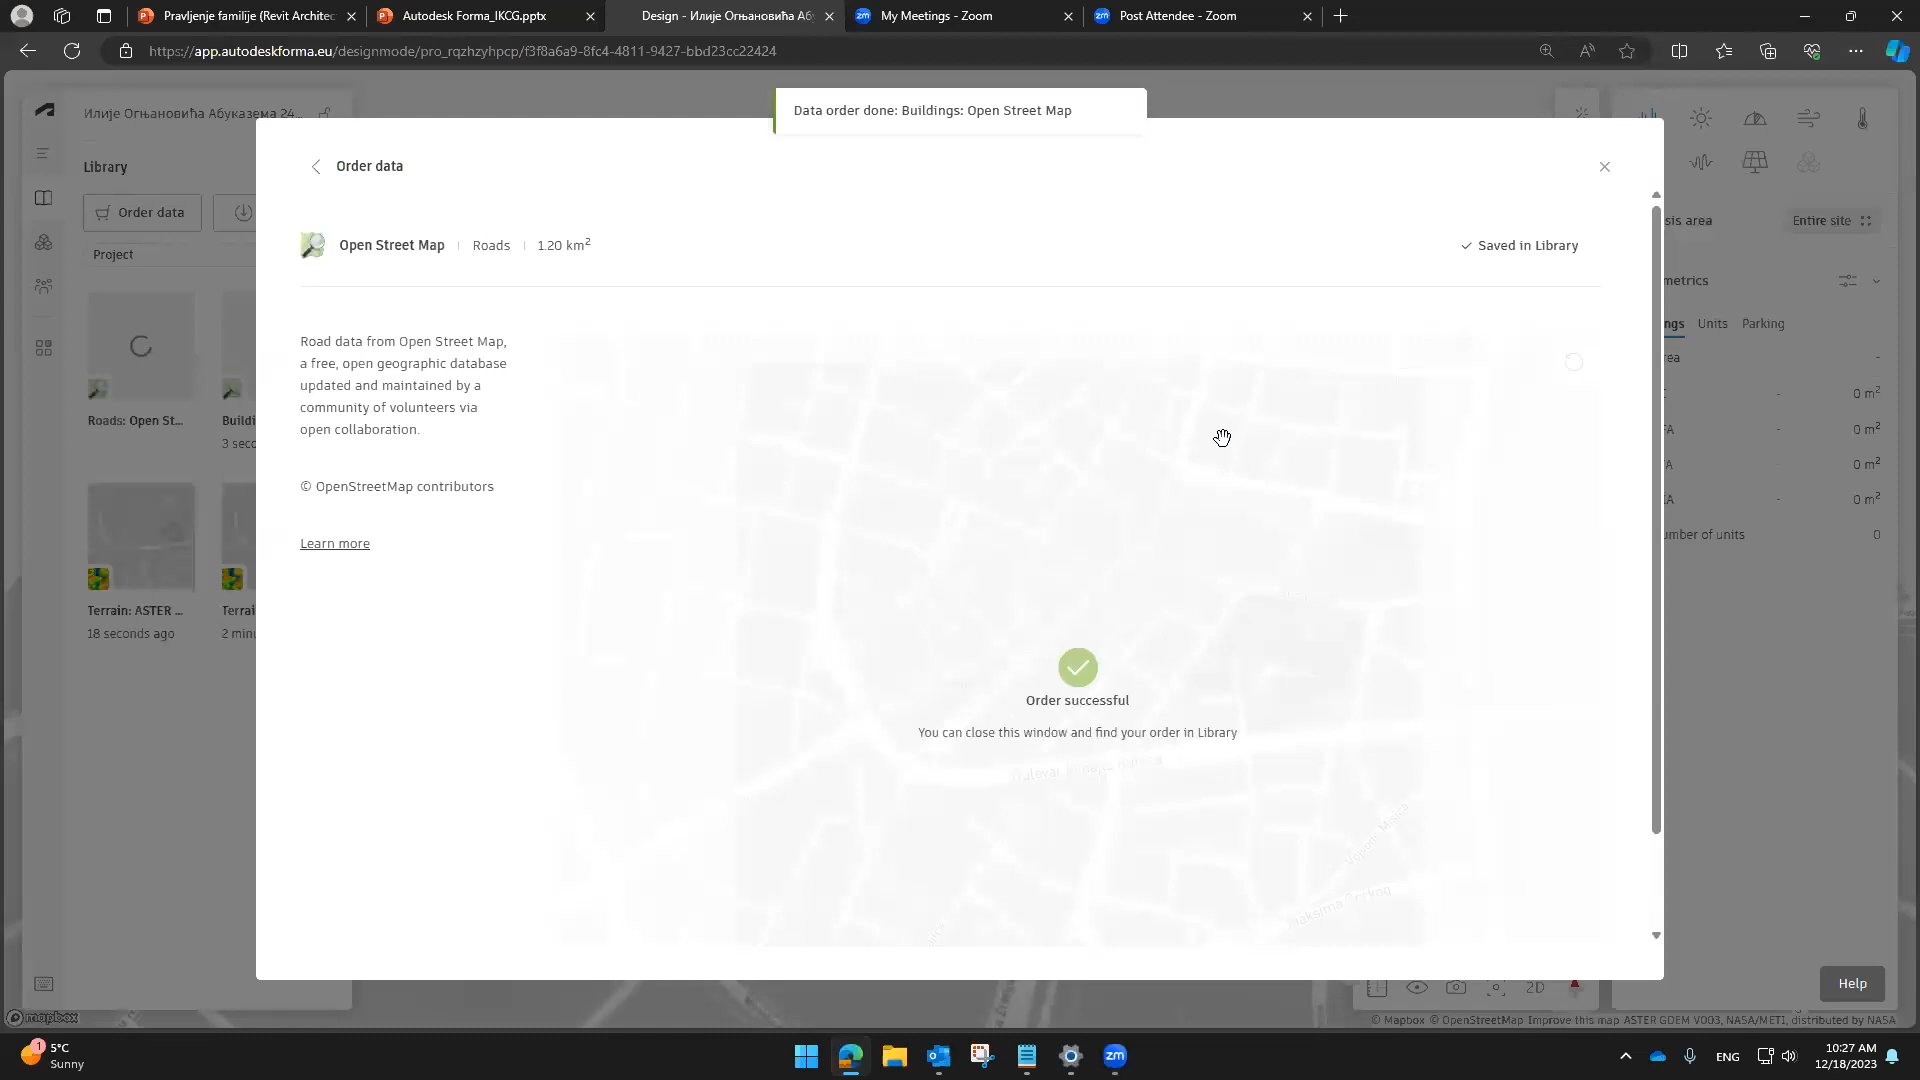 Pravljenje familije (Revit Architec
Autodesk Forma_IKCG.pptx
Design - Илије Огњановића Аб
My Meetings - Zoom
Post Attendee - Zoom
https://app.autodeskforma.eu/designmode/pro_rqzhzyhpcp/f3f8a6a9-8fc4-4811-9427-bbd23cc22424
Data order done: Buildings: Open Street Map
Илије Огњановића Абуказема 24...
Library
Order data
Project
Roads: Open St...
Buildi
3 seco
Terrain: ASTER ...
18 seconds ago
Terrai
2 minu
Order data
Open Street Map
Roads
1.20 km²
Saved in Library
Road data from Open Street Map,
a free, open geographic database
updated and maintained by a
community of volunteers via
open collaboration.
© OpenStreetMap contributors
Learn more
Order successful
You can close this window and find your order in Library
Maksima Gorkog
sis area
Entire site
metrics
ngs
Units
Parking
rea
-
- 0 m²
- 0 m²
- 0 m²
- 0 m²
umber of units
0
2D
Help
mapbox
© Mapbox © OpenStreetMap Improve this map ASTER GDEM V003, NASA/METI, distributed by NASA
1
5°C
Sunny
ENG
10:27 AM
12/18/2023